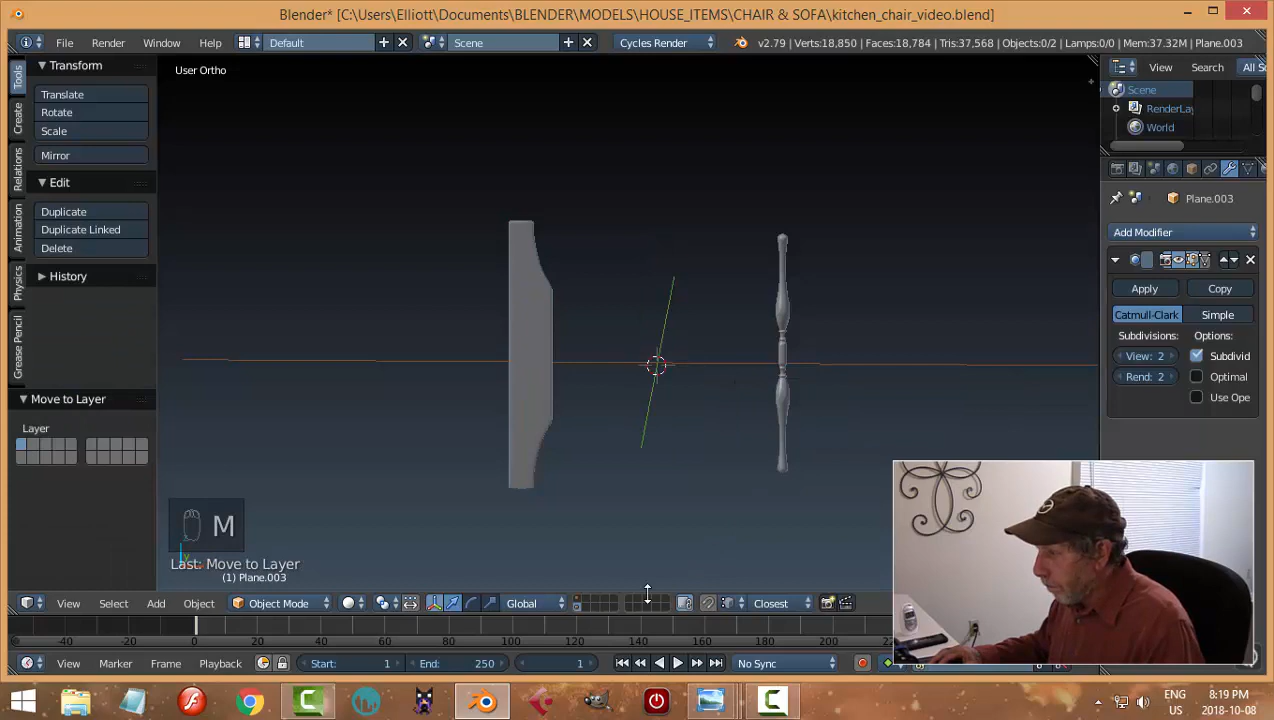 Blender* [C:\Users\Elliott\Documents\BLENDER\MODELS\HOUSE_ITEMS\CHAIR & SOFA\kitchen_chair_video.blend]
File Render Window Help Default Scene Cycles Render v2.79 | Verts:18,850 | Faces:18,784 | Tris:37,568 | Objects:0/2 | Lamps:0/0 | Mem:37.32M | Plane.003
Transform
Translate
Rotate
Scale
Mirror
Edit
Duplicate
Duplicate Linked
Delete
History
Move to Layer
Layer
Tools
Create
Relations
Animation
Physics
Grease Pencil
User Ortho
M
Last: Move to Layer
(1) Plane.003
View Search All S
Scene
RenderLay
World
Plane.003
Add Modifier
Apply Copy
Catmull-Clark Simple
Subdivisions: Options:
View: 2 Subdivid
Rend: 2 Optimal
Use Ope
View Select Add Object Object Mode Global Closest
-40 -20 0 20 40 60 80 100 120 140 160 180 200
View Marker Frame Playback Start: 1 End: 250 1 No Sync
ENG 8:19 PM
US 2018-10-08